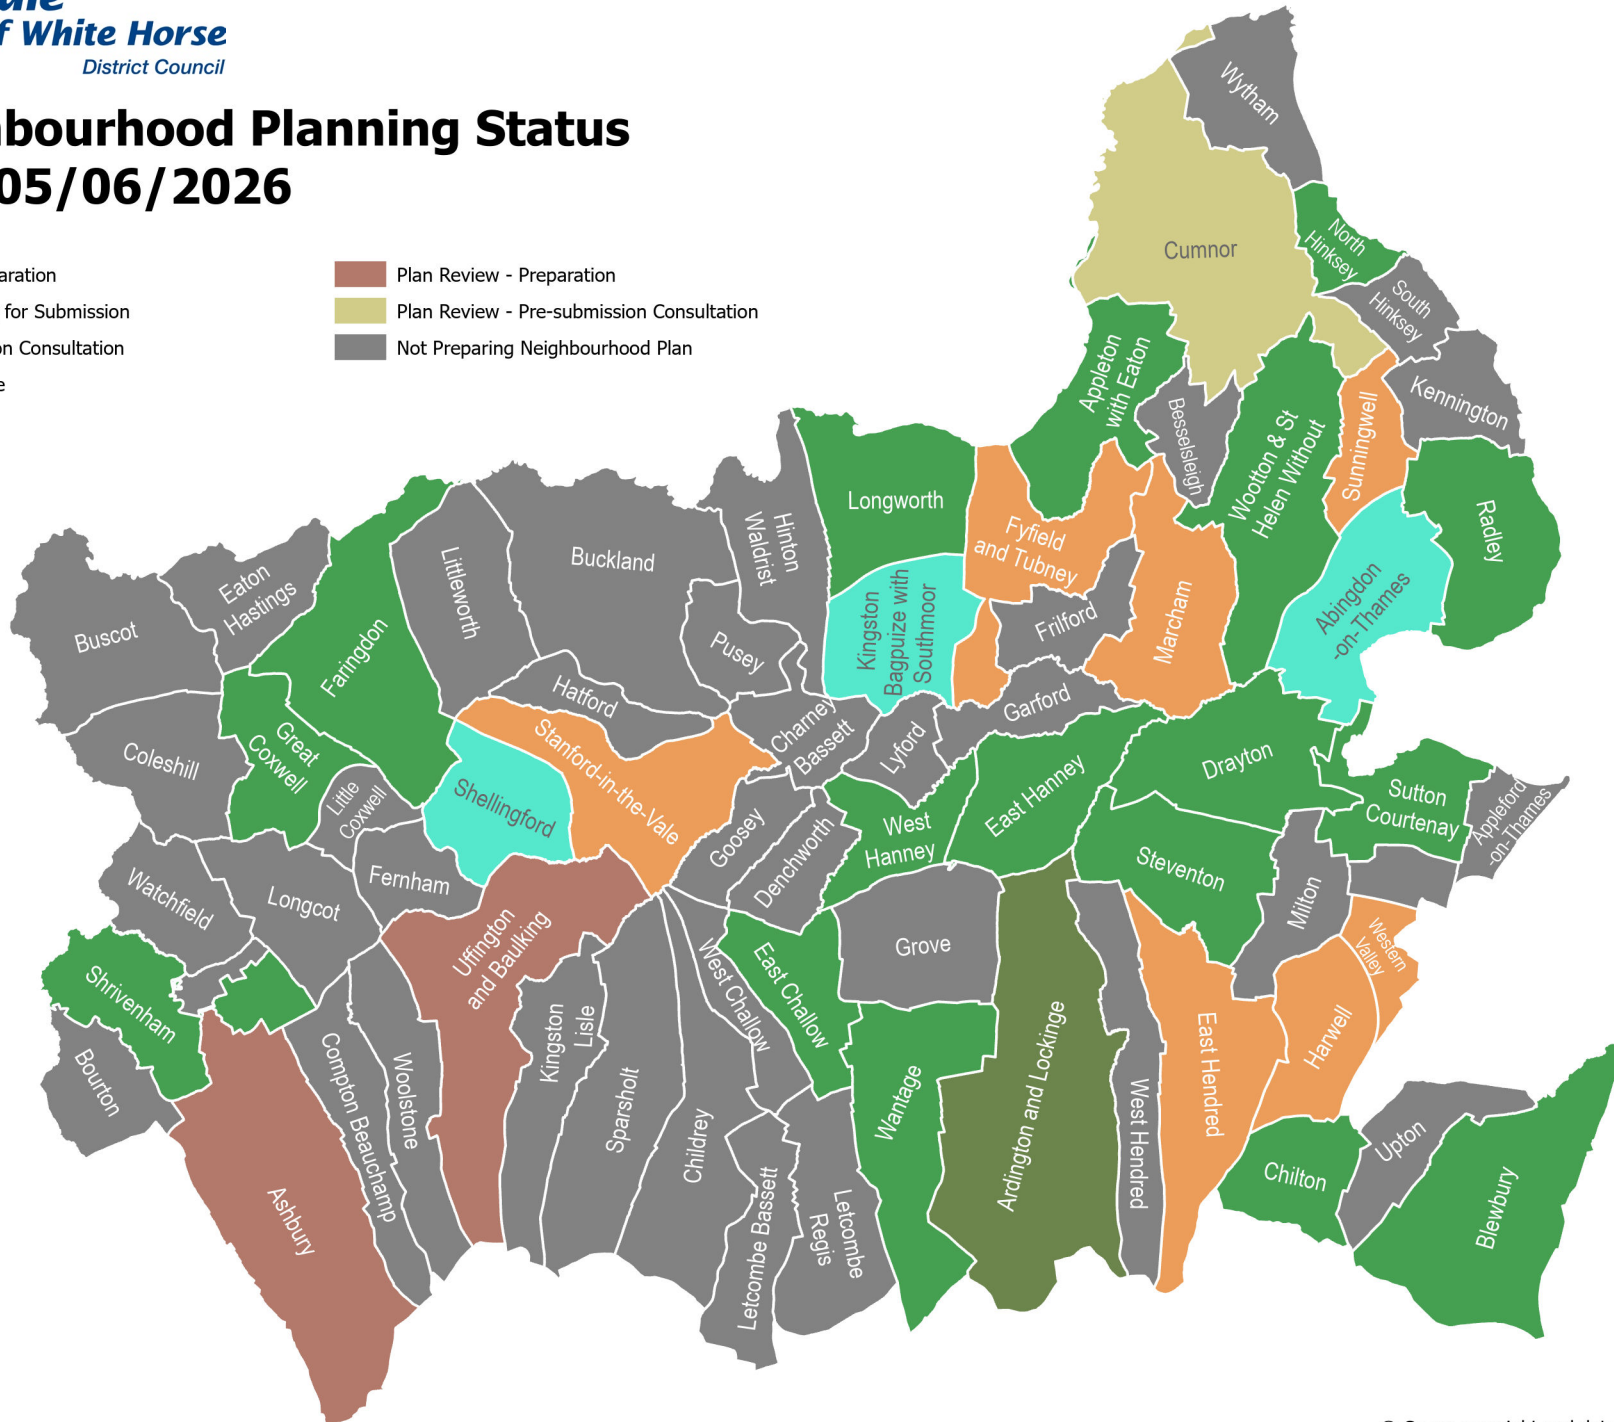 f White Horse
District Council
bourhood Planning Status
05/06/2026
aration
for Submission
on Consultation
e
Plan Review - Preparation
Plan Review - Pre-submission Consultation
Not Preparing Neighbourhood Plan
Wytham
Cumnor
North
Hinksey
South
Hinksey
Kennington
Appleton
with Eaton
Besselsleigh
Wootton & St
Helen Without
Sunningwell
Radley
Longworth
Fyfield
and Tubney
Hinton
Waldrist
Buckland
Littleworth
Eaton
Hastings
Buscot
Faringdon
Pusey
Kingston
Bagpuize with
Southmoor
Frilford
Marcham
Abingdon
-on-Thames
Hatford
Garford
Charney
Bassett
Lyford
Coleshill
Great
Coxwell
Little
Coxwell
Stanford-in-the-Vale
Shellingford
Goosey
Denchworth
West
Hanney
East Hanney
Drayton
Sutton
Courtenay
Appleford
-on-Thames
Steventon
Milton
Fernham
Longcot
Watchfield
Uffington
and Baulking
Grove
Western
Valley
Harwell
Shrivenham
Bourton
West Challow
East Challow
Kingston
Lisle
Compton Beauchamp
Woolstone
Sparsholt
Childrey
Wantage
Ardington and Lockinge
West Hendred
East Hendred
Chilton
Upton
Blewbury
Ashbury
Letcombe Bassett
Letcombe
Regis